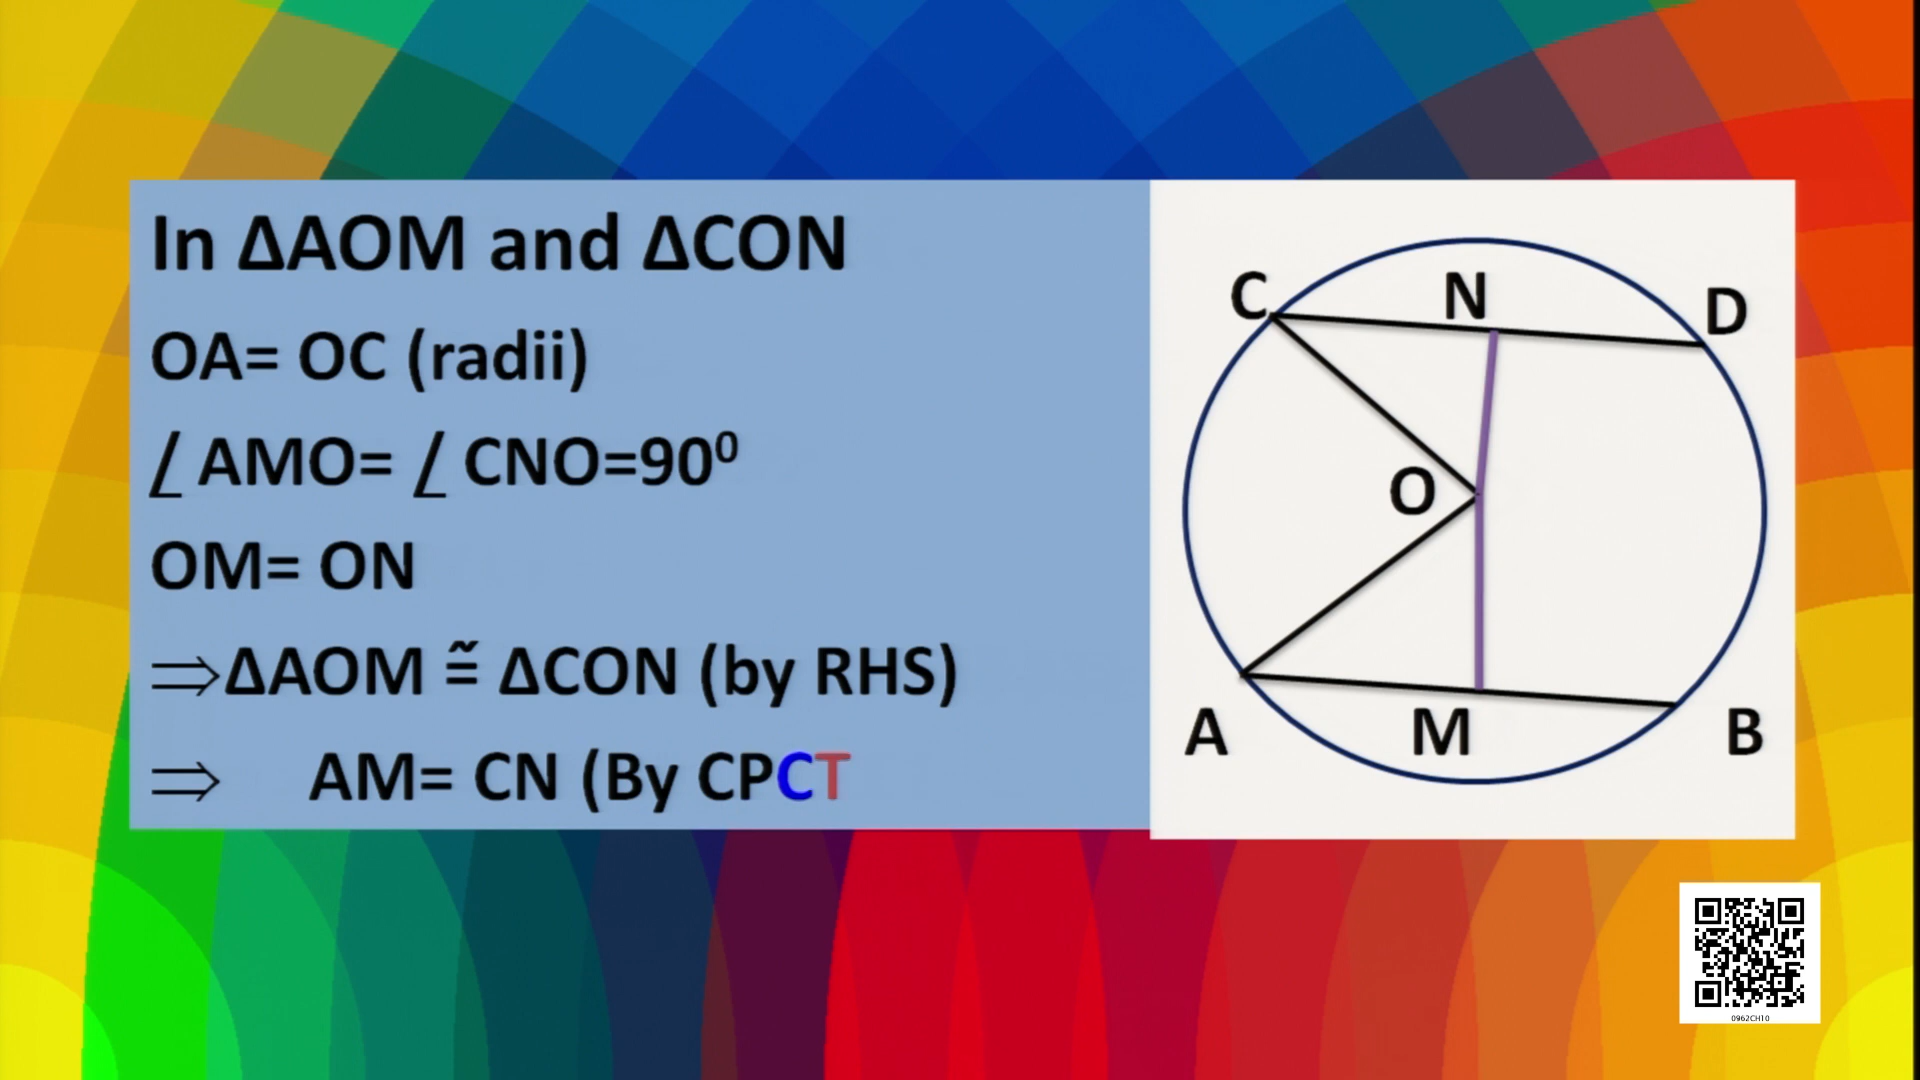 In ΔAOM and ΔCON
OA= OC (radii)
∠ AMO= ∠ CNO=90⁰
OM= ON
⇒ΔAOM ≅ ΔCON (by RHS)
⇒ AM= CN (By CPCT
C N D
O
A M B
0962CH10